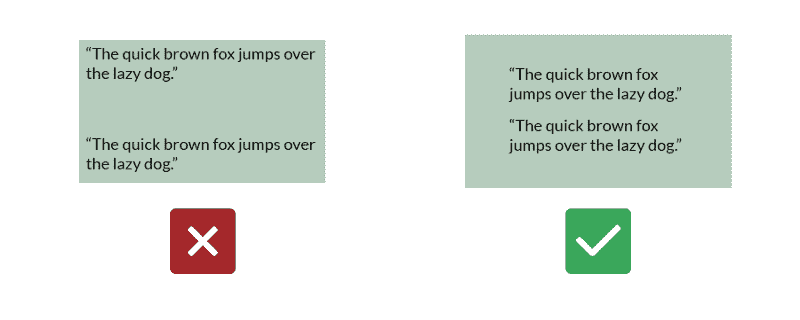 “The quick brown fox jumps over
the lazy dog.”
“The quick brown fox jumps over
the lazy dog.”
“The quick brown fox
jumps over the lazy dog.”
“The quick brown fox
jumps over the lazy dog.”